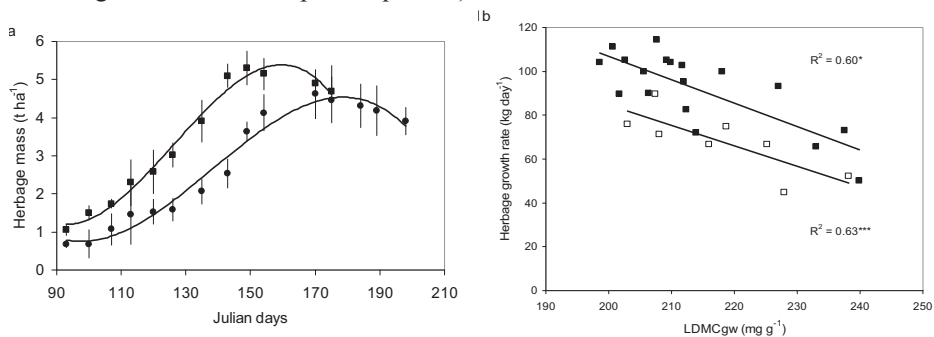 a
Herbage mass (t ha⁻¹)
6
5
4
3
2
1
0
90 110 130 150 170 190 210
Julian days
b
Herbage growth rate (kg day⁻¹)
120
100
80
60
40
20
0
R² = 0.60*
R² = 0.63***
190 200 210 220 230 240 250
LDMCgw (mg g⁻¹)